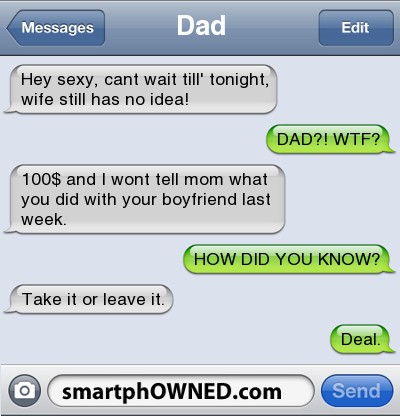 Messages
Dad
Edit
Hey sexy, cant wait till' tonight,
wife still has no idea!
DAD?! WTF?
100$ and I wont tell mom what
you did with your boyfriend last
week.
HOW DID YOU KNOW?
Take it or leave it.
Deal.
smartphOWNED.com
Send